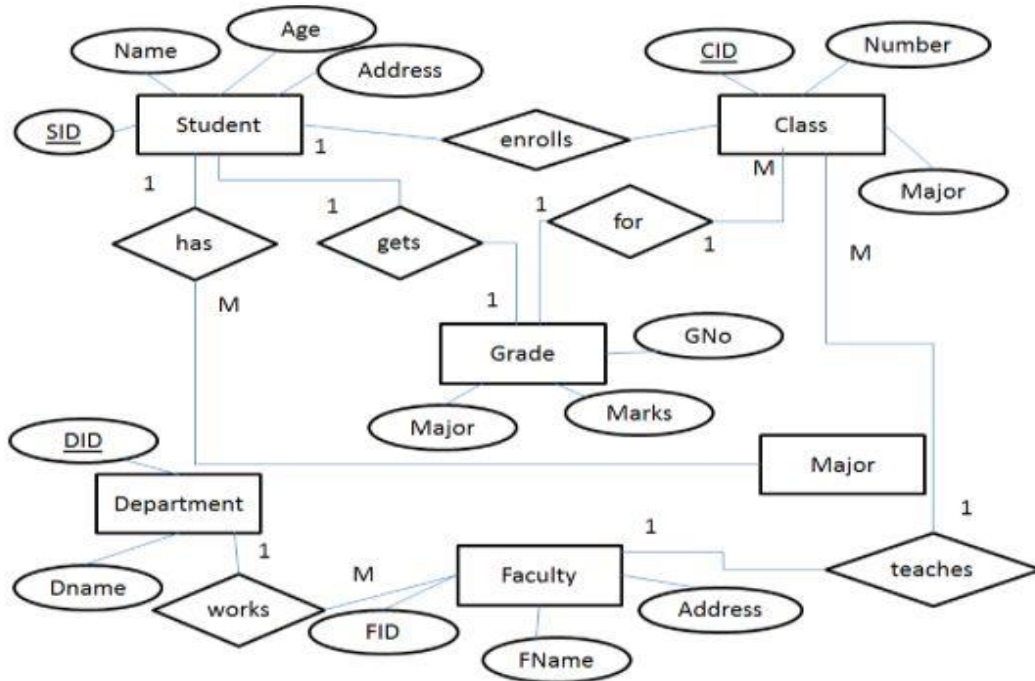 Name
Age
Address
SID
Student
CID
Number
Class
Major
enrolls
1
1
M
has
1
gets
1
for
1
M
M
1
Grade
GNo
Major
Marks
DID
Department
Dname
1
works
M
Major
1
1
Faculty
teaches
FID
FName
Address